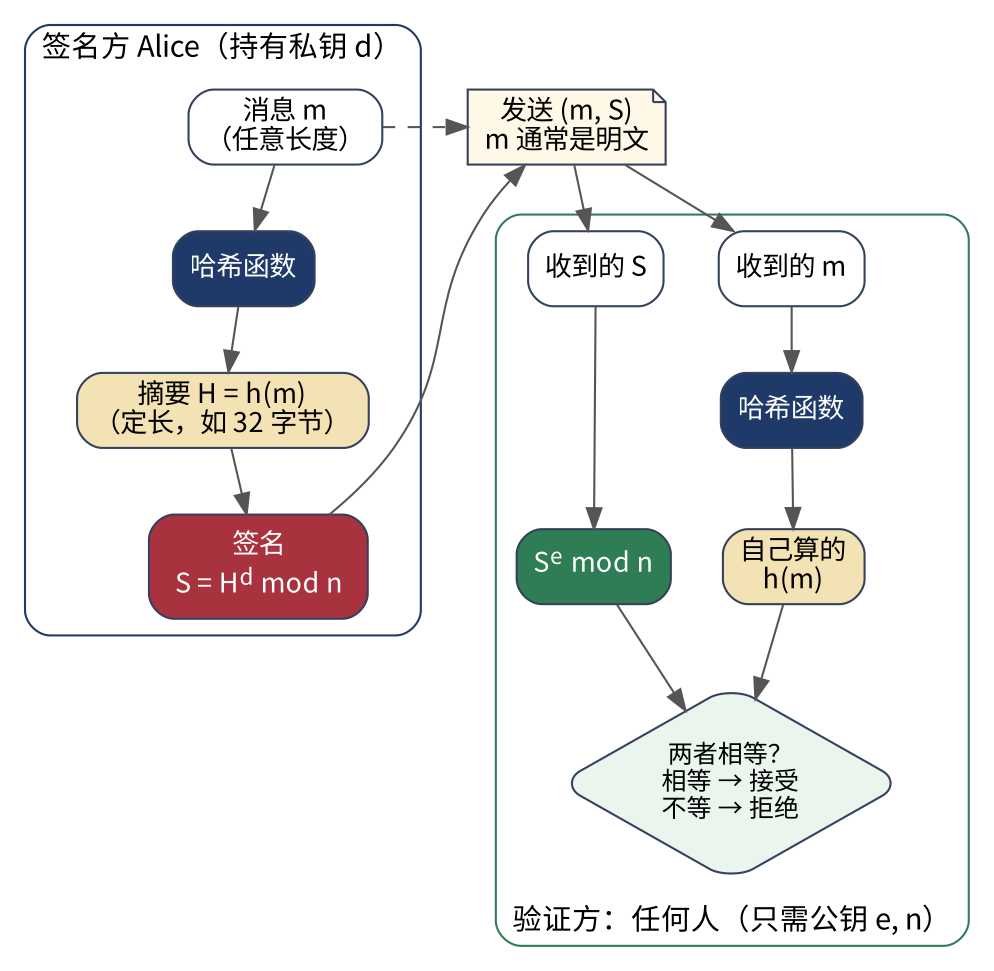 签名方 Alice（持有私钥 d）
消息 m
（任意长度）
哈希函数
摘要 H = h(m)
（定长，如 32 字节）
签名
S = Hᵈ mod n
发送 (m, S)
m 通常是明文
收到的 S
收到的 m
哈希函数
Sᵉ mod n
自己算的
h(m)
两者相等？
相等 → 接受
不等 → 拒绝
验证方：任何人（只需公钥 e, n）